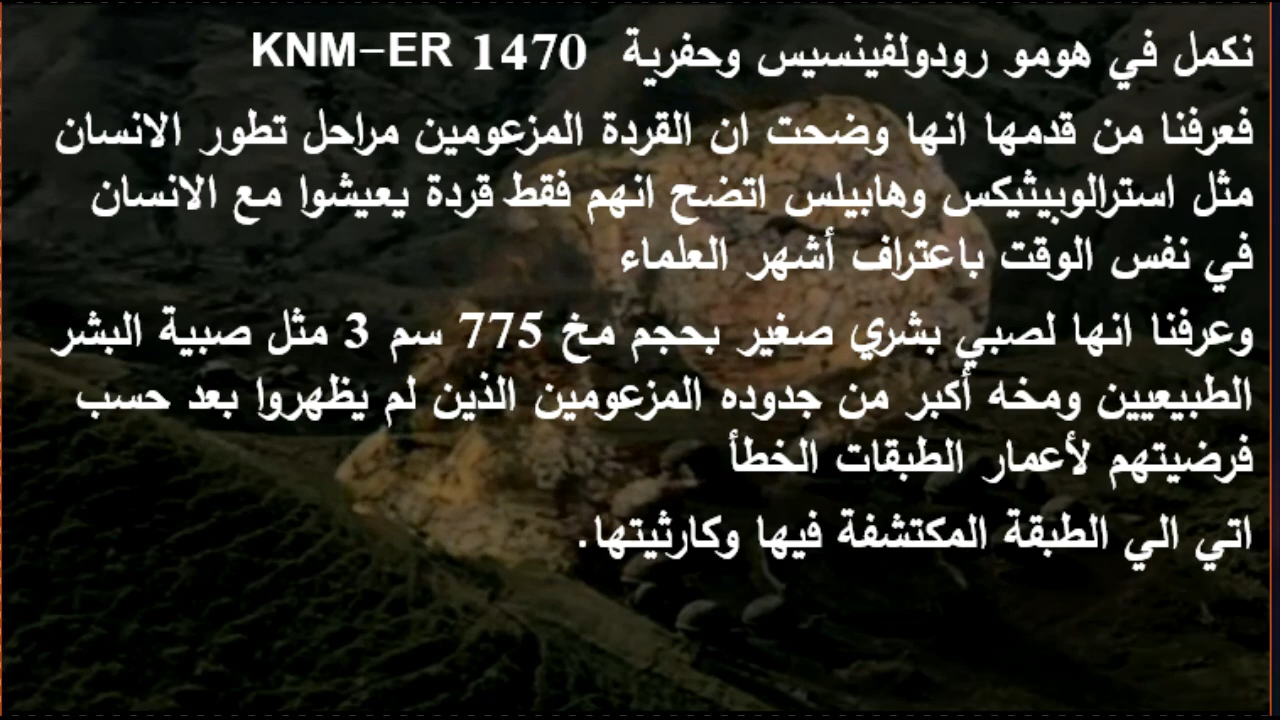 نكمل في هومو رودولفينسيس وحفرية KNM-ER 1470
فعرفنا من قدمها انها وضحت ان القردة المزعومين مراحل تطور الانسان
مثل استرالوبيثيكس وهابيلس اتضح انهم فقط قردة يعيشوا مع الانسان
في نفس الوقت باعتراف أشهر العلماء
وعرفنا انها لصبي بشري صغير بحجم مخ 775 سم 3 مثل صبية البشر
الطبيعيين ومخه أكبر من جدوده المزعومين الذين لم يظهروا بعد حسب
فرضيتهم لأعمار الطبقات الخطأ
اتي الي الطبقة المكتشفة فيها وكارثيتها.